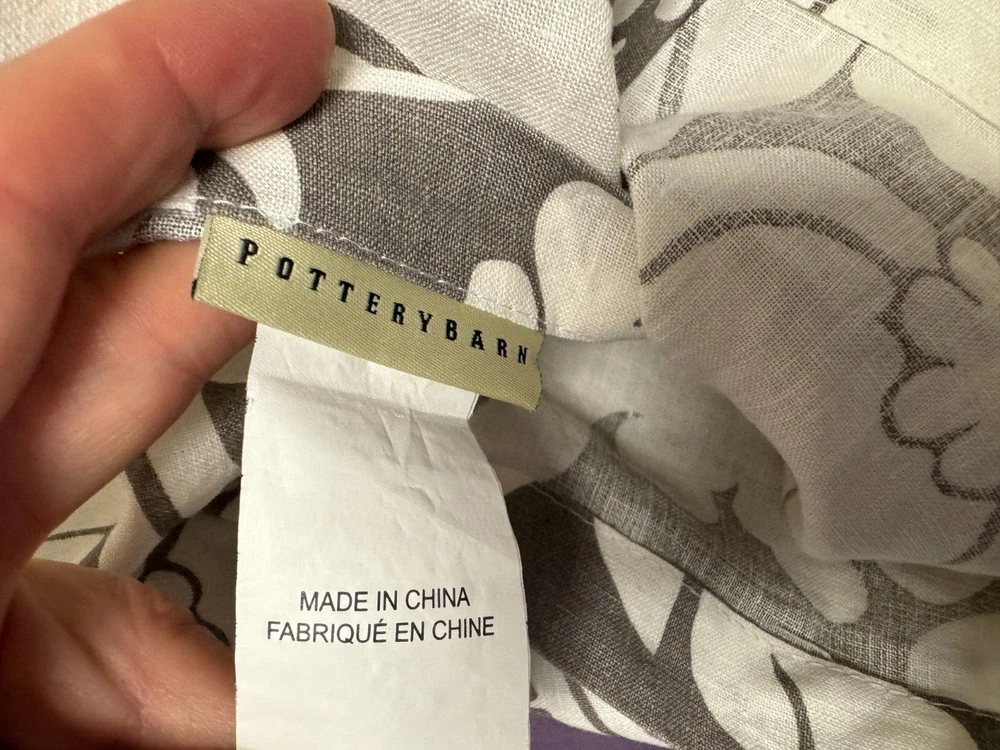 POTTERYBARN
MADE IN CHINA
FABRIQUÉ EN CHINE